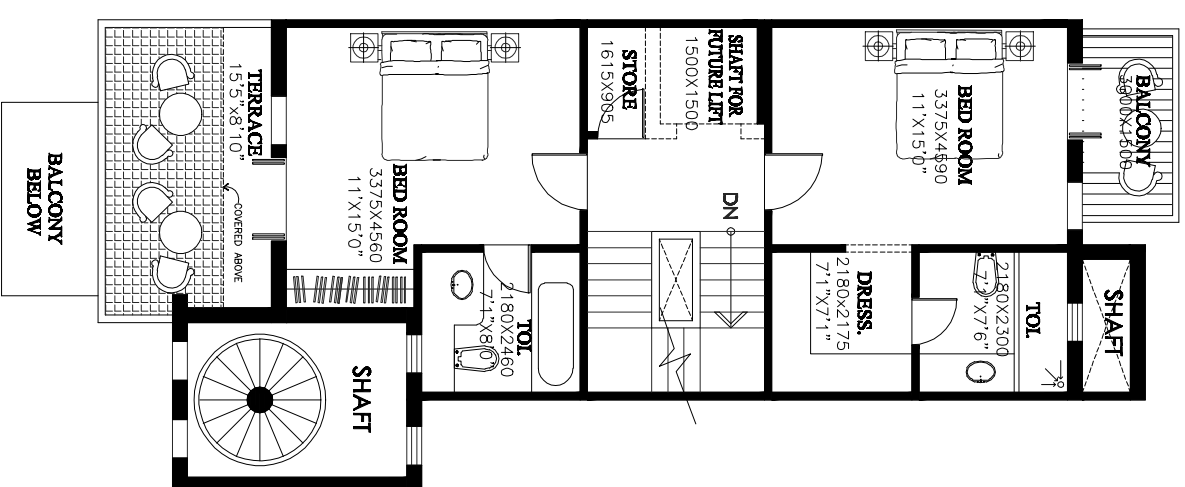 BALCONY
BELOW
TERRACE
15'5"x8'10"
COVERED ABOVE
BED ROOM
3375X4560
11'X15'0"
STORE
1615X905
SHAFT FOR
FUTURE LIFT
1500X1500
BED ROOM
3375X4590
11'X15'0"
BALCONY
3000X1500
DN
TOI.
2180X2460
7'1"X8'0"
DRESS.
2180x2175
7'1"X7'1"
TOI.
2180X2300
7'1"X7'6"
SHAFT
SHAFT